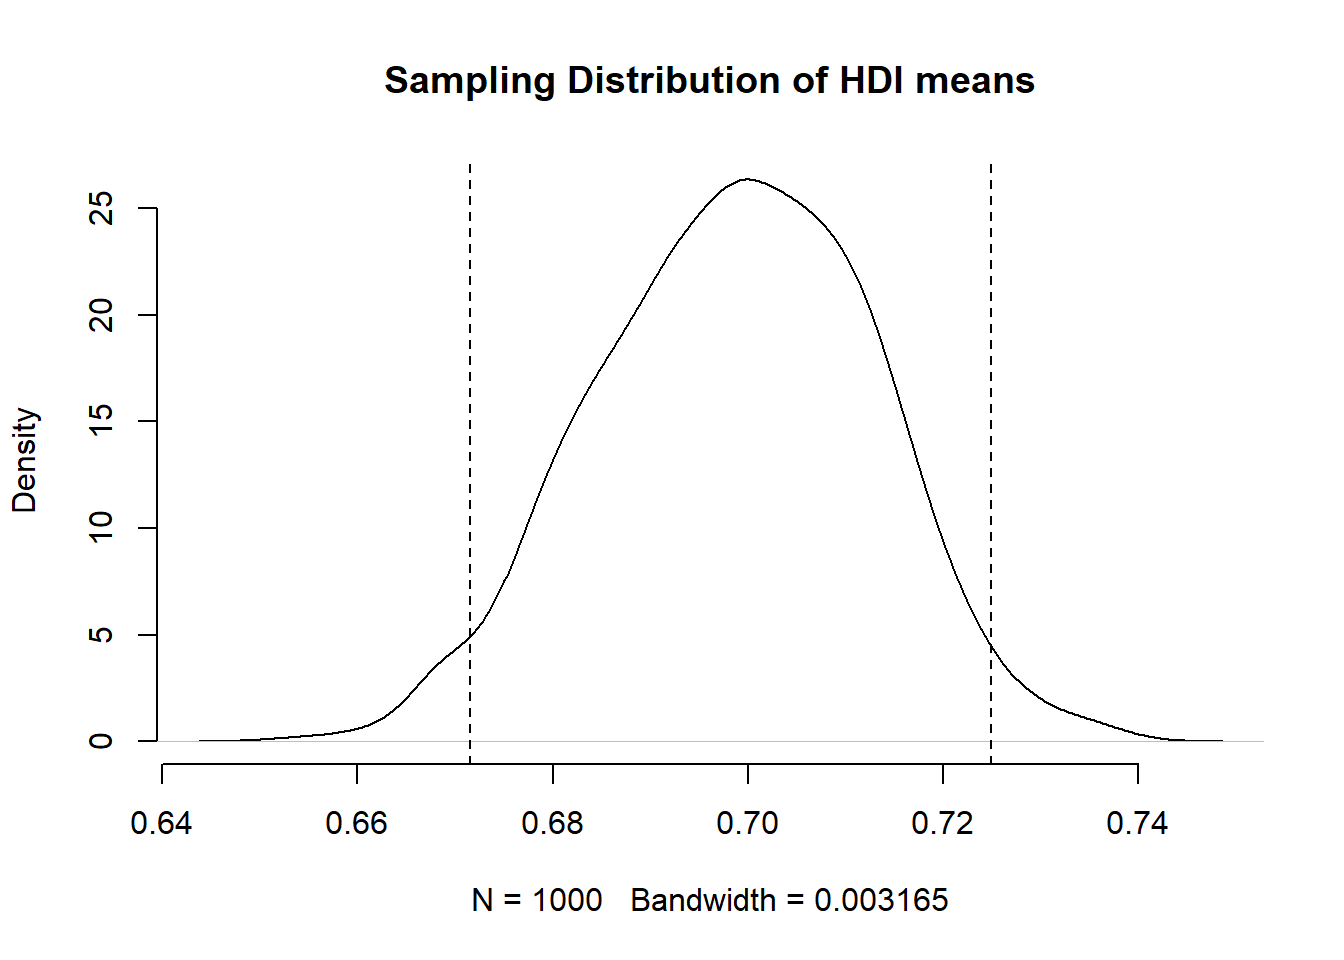 Sampling Distribution of HDI means
Density
25
20
15
10
5
0
0.64 0.66 0.68 0.70 0.72 0.74
N = 1000   Bandwidth = 0.003165